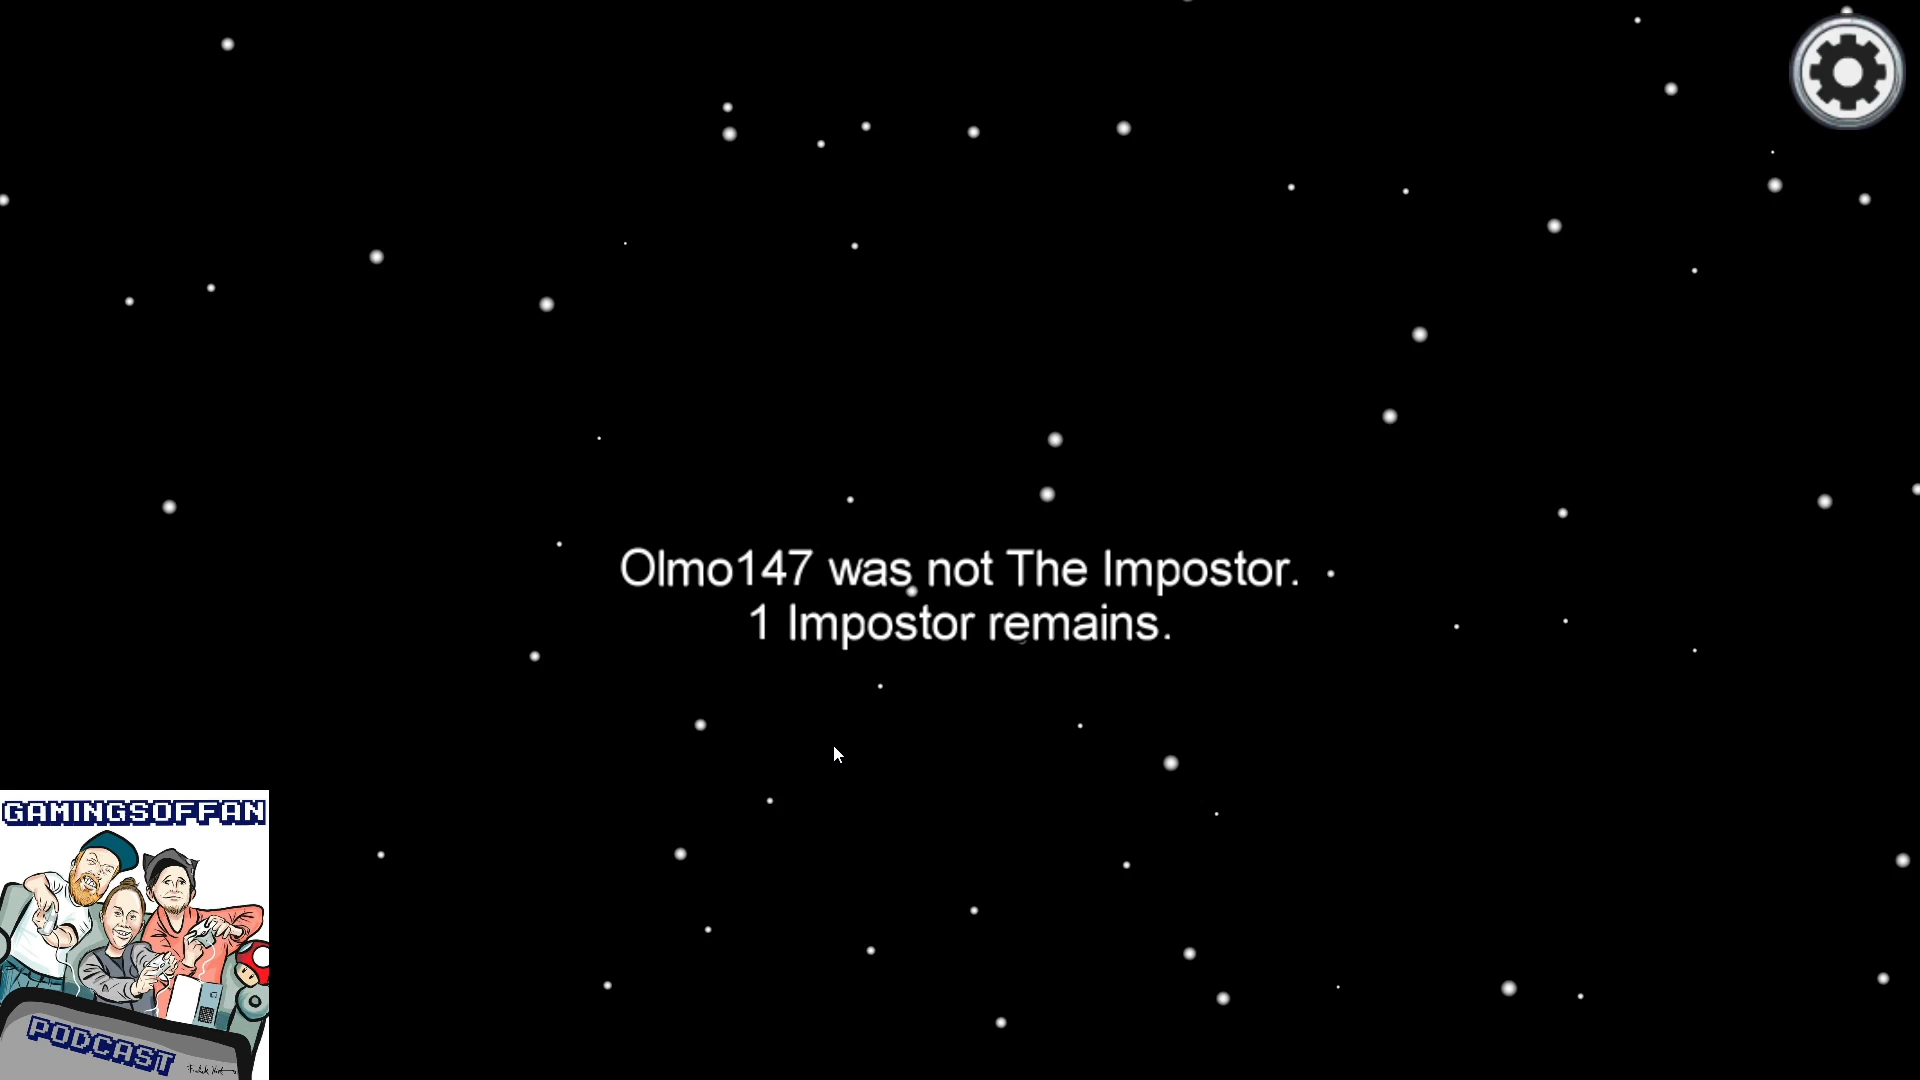 Olmo147 was not The Impostor.
1 Impostor remains.
GAMINGSOFFAN
PODCAST